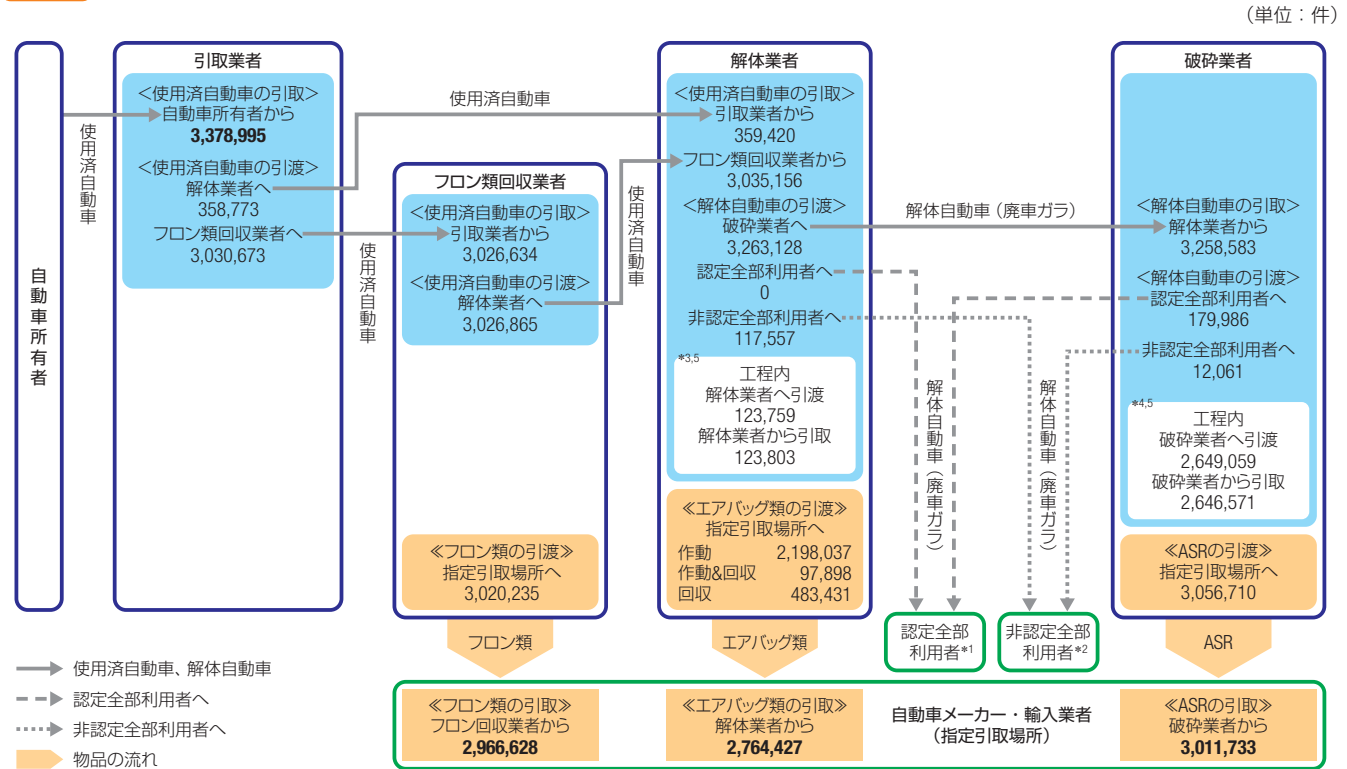 （単位：件）
自動車所有者
使用済自動車
引取業者
＜使用済自動車の引取＞
自動車所有者から
3,378,995
＜使用済自動車の引渡＞
解体業者へ
358,773
フロン類回収業者へ
3,030,673
使用済自動車
使用済自動車
フロン類回収業者
＜使用済自動車の引取＞
引取業者から
3,026,634
＜使用済自動車の引渡＞
解体業者へ
3,026,865
≪フロン類の引渡≫
指定引取場所へ
3,020,235
フロン類
使用済自動車
解体業者
＜使用済自動車の引取＞
引取業者から
359,420
フロン類回収業者から
3,035,156
＜解体自動車の引渡＞
破砕業者へ
3,263,128
認定全部利用者へ
0
非認定全部利用者へ
117,557
*3,5
工程内
解体業者へ引渡
123,759
解体業者から引取
123,803
≪エアバッグ類の引渡≫
指定引取場所へ
作動 2,198,037
作動&回収 97,898
回収 483,431
エアバッグ類
解体自動車（廃車ガラ）
解体自動車（廃車ガラ）
解体自動車（廃車ガラ）
認定全部
利用者*1
非認定全部
利用者*2
破砕業者
＜解体自動車の引取＞
解体業者から
3,258,583
＜解体自動車の引渡＞
認定全部利用者へ
179,986
非認定全部利用者へ
12,061
*4,5
工程内
破砕業者へ引渡
2,649,059
破砕業者から引取
2,646,571
≪ASRの引渡≫
指定引取場所へ
3,056,710
ASR
使用済自動車、解体自動車
認定全部利用者へ
非認定全部利用者へ
物品の流れ
≪フロン類の引取≫
フロン回収業者から
2,966,628
≪エアバッグ類の引取≫
解体業者から
2,764,427
自動車メーカー・輸入業者
（指定引取場所）
≪ASRの引取≫
破砕業者から
3,011,733